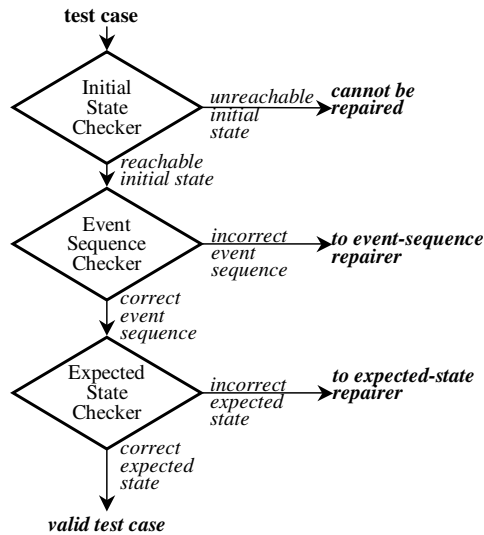 test case
Initial
State
Checker
unreachable
initial
state
cannot be
repaired
reachable
initial state
Event
Sequence
Checker
incorrect
event
sequence
to event-sequence
repairer
correct
event
sequence
Expected
State
Checker
incorrect
expected
state
to expected-state
repairer
correct
expected
state
valid test case